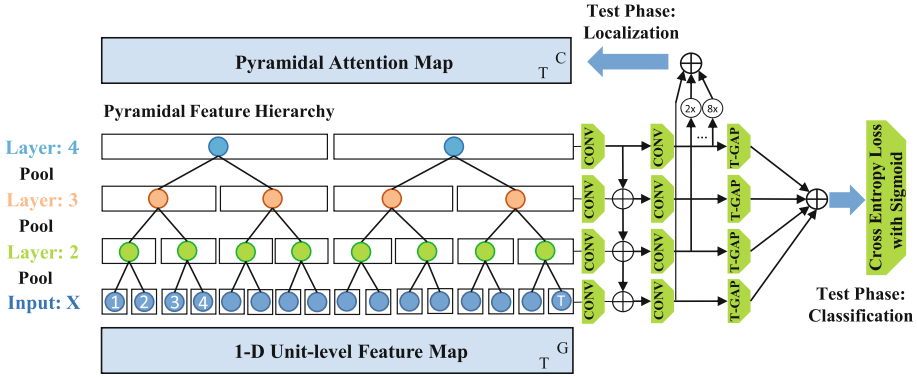 Test Phase:
Localization
Pyramidal Attention Map
T
C
Pyramidal Feature Hierarchy
2x
8x
...
Layer: 4
CONV
CONV
T-GAP
Pool
Layer: 3
CONV
CONV
T-GAP
Pool
Layer: 2
CONV
CONV
T-GAP
Pool
Input: X
1
2
3
4
T
CONV
CONV
T-GAP
Cross Entropy Loss
with Sigmoid
Test Phase:
Classification
1-D Unit-level Feature Map
T
G